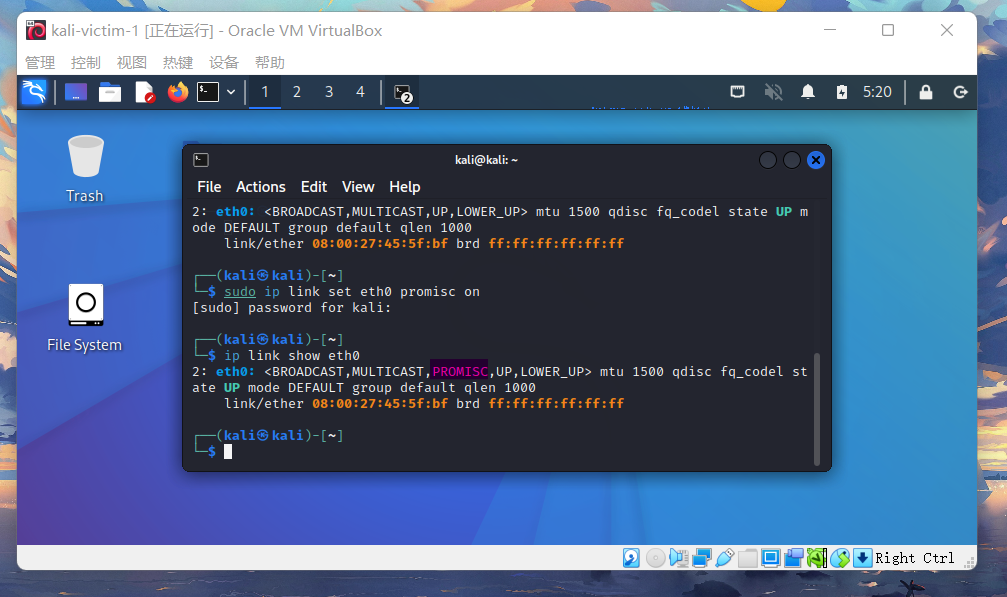 kali-victim-1 [正在运行] - Oracle VM VirtualBox
管理 控制 视图 热键 设备 帮助
1 2 3 4 2 5:20
Trash
File System
kali@kali: ~
File Actions Edit View Help
2: eth0: <BROADCAST,MULTICAST,UP,LOWER_UP> mtu 1500 qdisc fq_codel state UP m
ode DEFAULT group default qlen 1000
link/ether 08:00:27:45:5f:bf brd ff:ff:ff:ff:ff:ff
┌──(kali㉿kali)-[~]
└─$ sudo ip link set eth0 promisc on
[sudo] password for kali:
┌──(kali㉿kali)-[~]
└─$ ip link show eth0
2: eth0: <BROADCAST,MULTICAST,PROMISC,UP,LOWER_UP> mtu 1500 qdisc fq_codel st
ate UP mode DEFAULT group default qlen 1000
link/ether 08:00:27:45:5f:bf brd ff:ff:ff:ff:ff:ff
┌──(kali㉿kali)-[~]
└─$
Right Ctrl